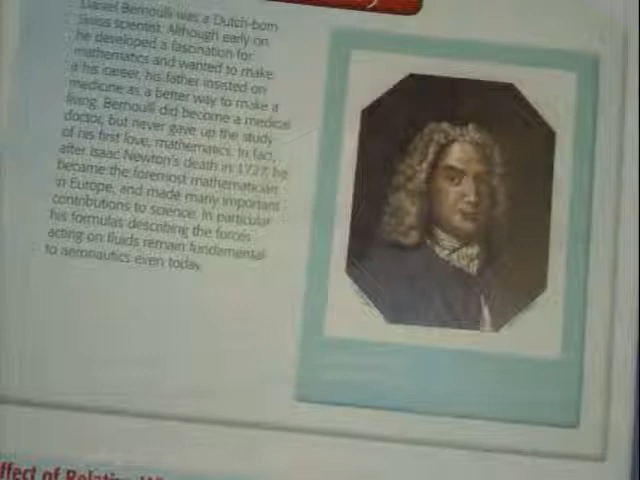 Daniel Bernoulli was a Dutch-born
Swiss scientist. Although early on
he developed a fascination for
mathematics and wanted to make
it his career, his father insisted on
medicine as a better way to make a
living. Bernoulli did become a medical
doctor, but never gave up the study
of his first love, mathematics. In fact,
after Isaac Newton's death in 1727, he
became the foremost mathematician
in Europe, and made many important
contributions to science. In particular
his formulas describing the forces
acting on fluids remain fundamental
to aeronautics even today.
ffect of Relative